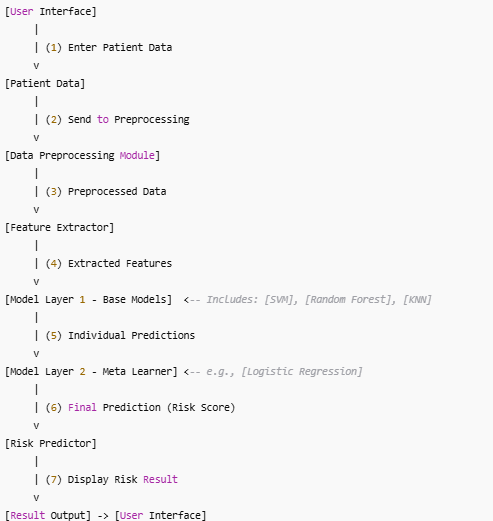 [User Interface]
|
| (1) Enter Patient Data
v
[Patient Data]
|
| (2) Send to Preprocessing
v
[Data Preprocessing Module]
|
| (3) Preprocessed Data
v
[Feature Extractor]
|
| (4) Extracted Features
v
[Model Layer 1 - Base Models]  <-- Includes: [SVM], [Random Forest], [KNN]
|
| (5) Individual Predictions
v
[Model Layer 2 - Meta Learner] <-- e.g., [Logistic Regression]
|
| (6) Final Prediction (Risk Score)
v
[Risk Predictor]
|
| (7) Display Risk Result
v
[Result Output] -> [User Interface]